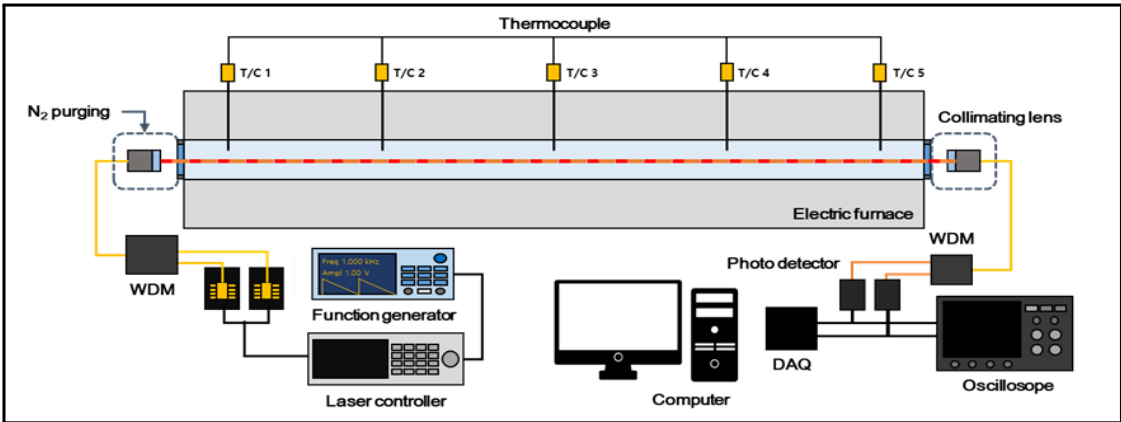 Thermocouple
T/C 1
T/C 2
T/C 3
T/C 4
T/C 5
N₂ purging
Collimating lens
Electric furnace
WDM
WDM
Photo detector
Freq 1.000 kHz
Ampl 1.00 V
Function generator
DAQ
Oscillosope
Laser controller
Computer